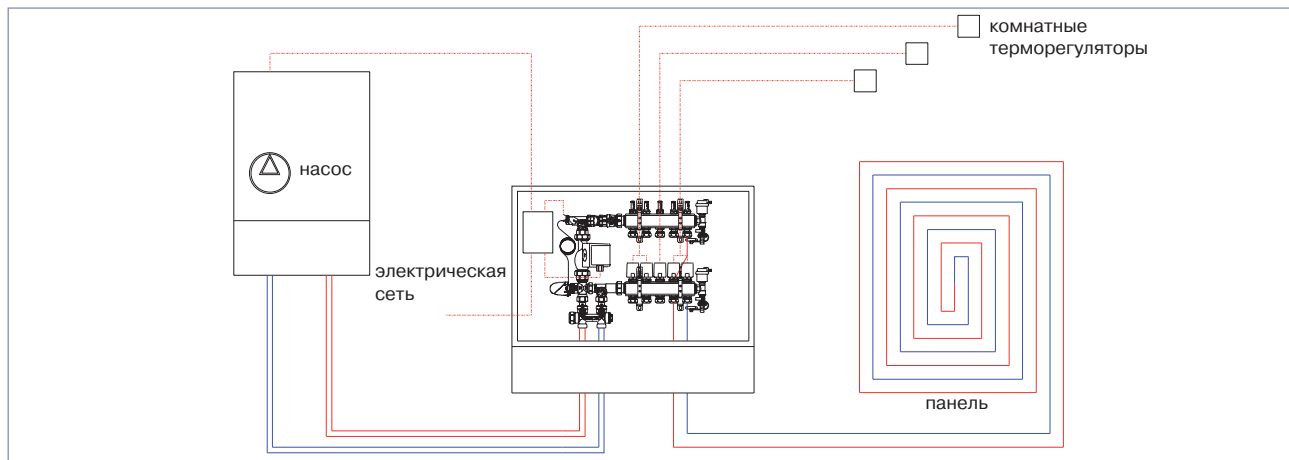 комнатные
терморегуляторы
насос
электрическая
сеть
панель